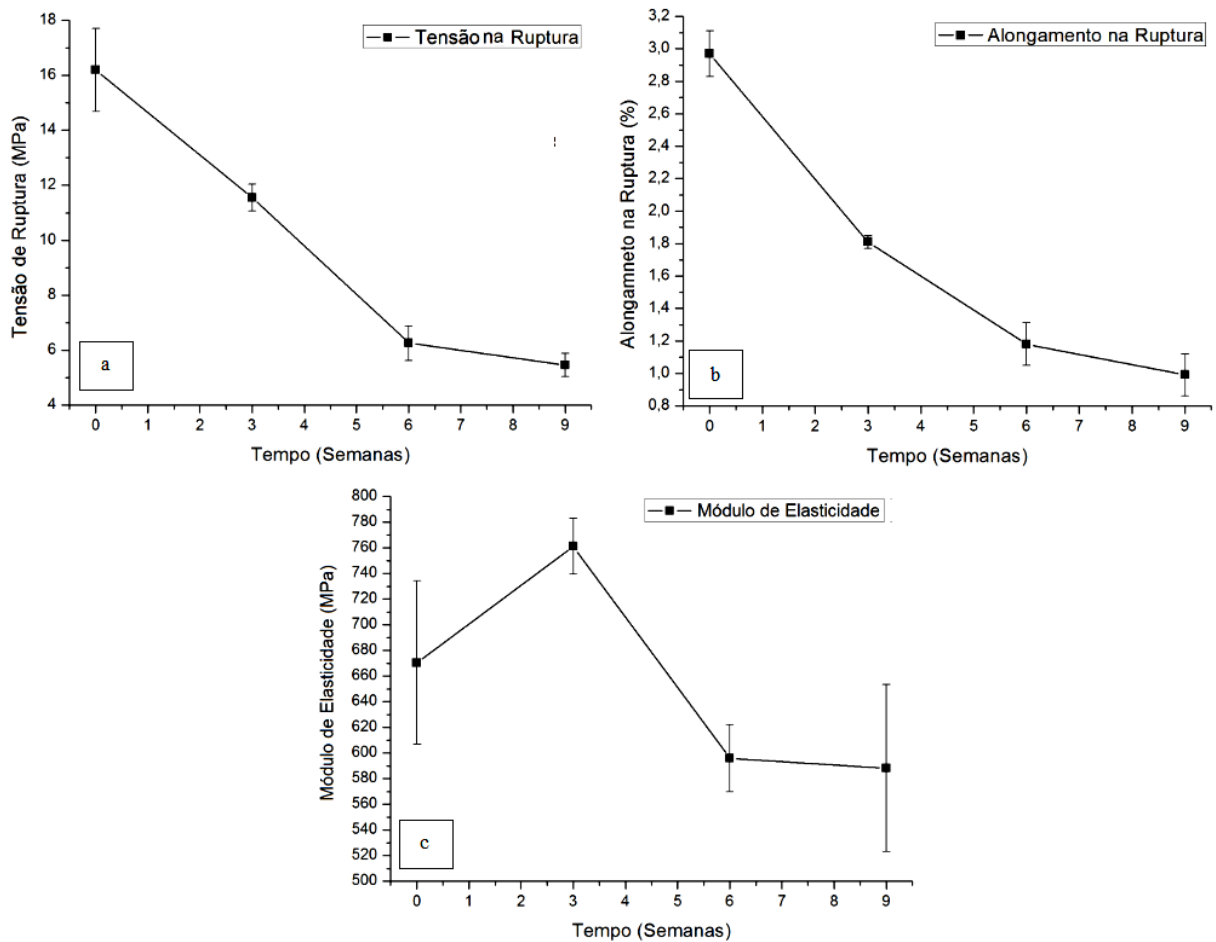 18
16
14
12
10
8
6
4
Tensão de Ruptura (MPa)
Tensão na Ruptura
a
0 1 2 3 4 5 6 7 8 9
Tempo (Semanas)
3,2
3,0
2,8
2,6
2,4
2,2
2,0
1,8
1,6
1,4
1,2
1,0
0,8
Alongamneto na Ruptura (%)
Alongamento na Ruptura
b
0 1 2 3 4 5 6 7 8 9
Tempo (Semanas)
800
780
760
740
720
700
680
660
640
620
600
580
560
540
520
500
Módulo de Elasticidade (MPa)
Módulo de Elasticidade
c
0 1 2 3 4 5 6 7 8 9
Tempo (Semanas)